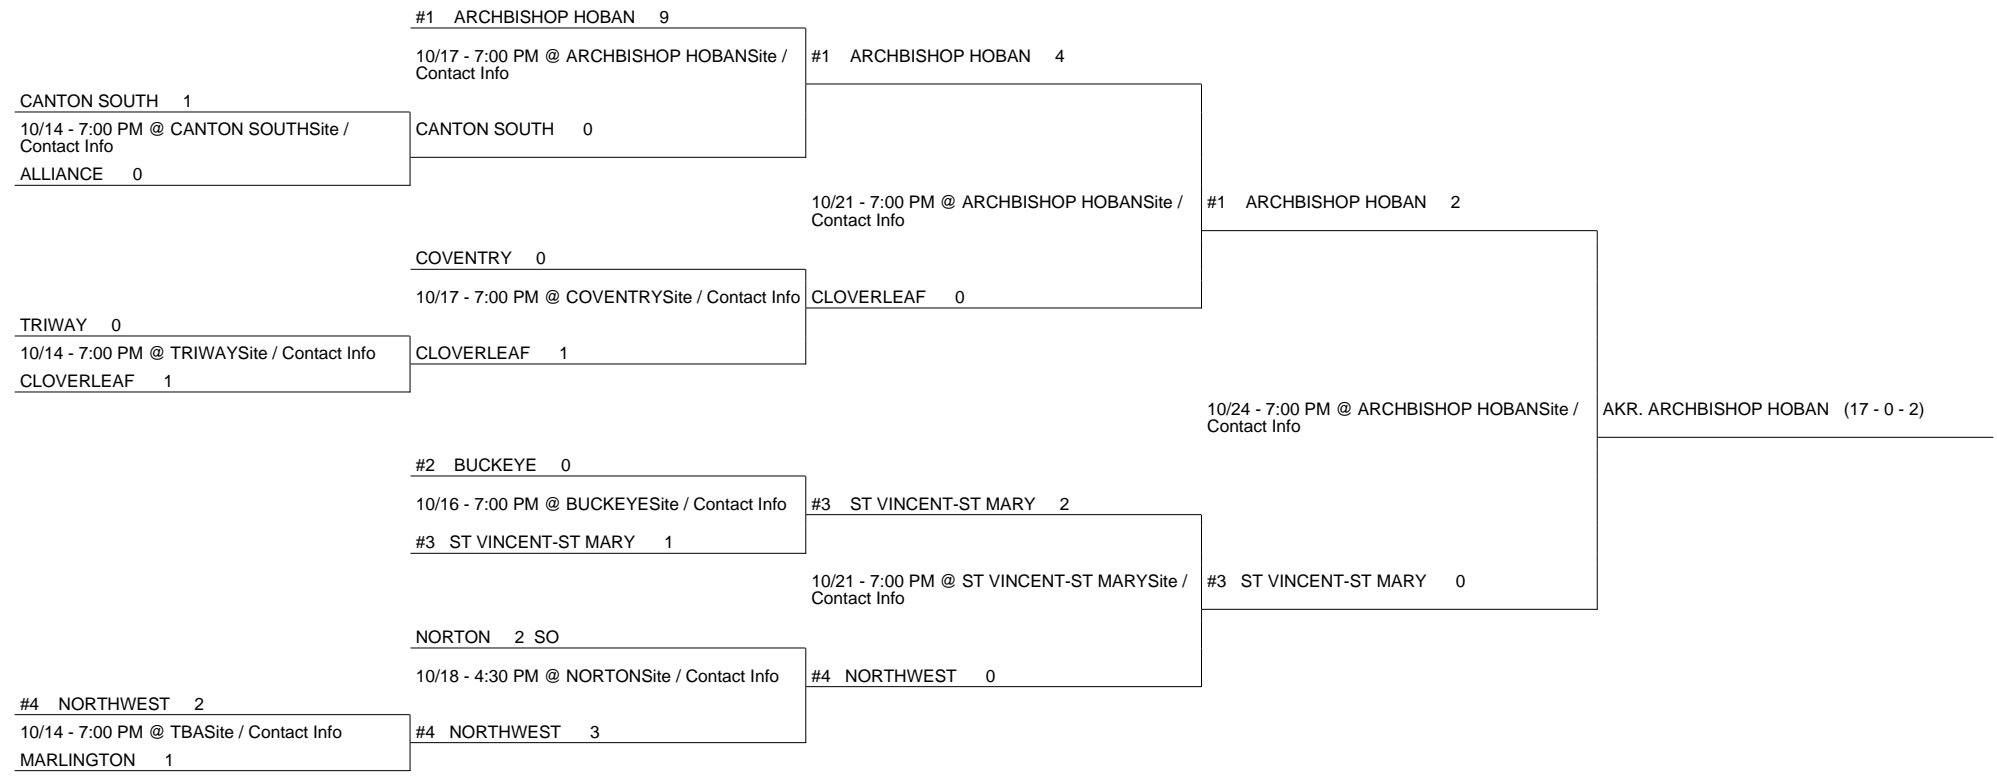 #1 ARCHBISHOP HOBAN 9
10/17 - 7:00 PM @ ARCHBISHOP HOBANSite /
Contact Info
#1 ARCHBISHOP HOBAN 4
CANTON SOUTH 1
10/14 - 7:00 PM @ CANTON SOUTHSite /
Contact Info
ALLIANCE 0
CANTON SOUTH 0
10/21 - 7:00 PM @ ARCHBISHOP HOBANSite /
Contact Info
#1 ARCHBISHOP HOBAN 2
COVENTRY 0
10/17 - 7:00 PM @ COVENTRYSite / Contact Info
CLOVERLEAF 0
TRIWAY 0
10/14 - 7:00 PM @ TRIWAYSite / Contact Info
CLOVERLEAF 1
CLOVERLEAF 1
10/24 - 7:00 PM @ ARCHBISHOP HOBANSite /
Contact Info
AKR. ARCHBISHOP HOBAN (17 - 0 - 2)
#2 BUCKEYE 0
10/16 - 7:00 PM @ BUCKEYESite / Contact Info
#3 ST VINCENT-ST MARY 1
#3 ST VINCENT-ST MARY 2
10/21 - 7:00 PM @ ST VINCENT-ST MARYSite /
Contact Info
#3 ST VINCENT-ST MARY 0
NORTON 2 SO
10/18 - 4:30 PM @ NORTONSite / Contact Info
#4 NORTHWEST 0
#4 NORTHWEST 2
10/14 - 7:00 PM @ TBASite / Contact Info
MARLINGTON 1
#4 NORTHWEST 3